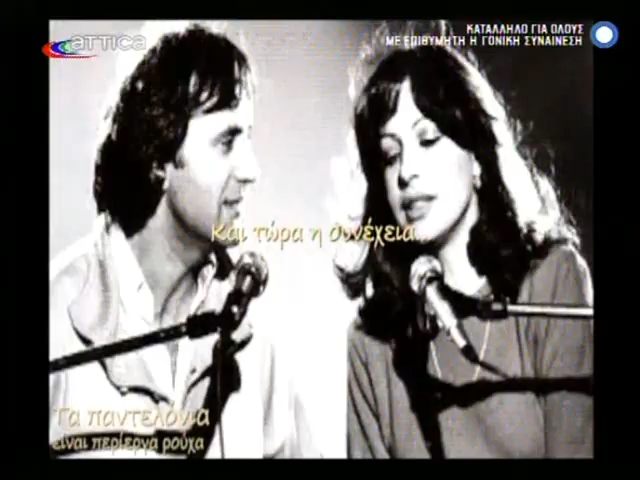 ATTICA
ΚΑΤΑΛΛΗΛΟ ΓΙΑ ΟΛΟΥΣ
ΜΕ ΕΠΙΘΥΜΗΤΗ Η ΓΟΝΙΚΗ ΣΥΝΑΙΝΕΣΗ
Και τώρα η συνέχεια...
Τα παντελόνια
είναι περίεργα ρούχα